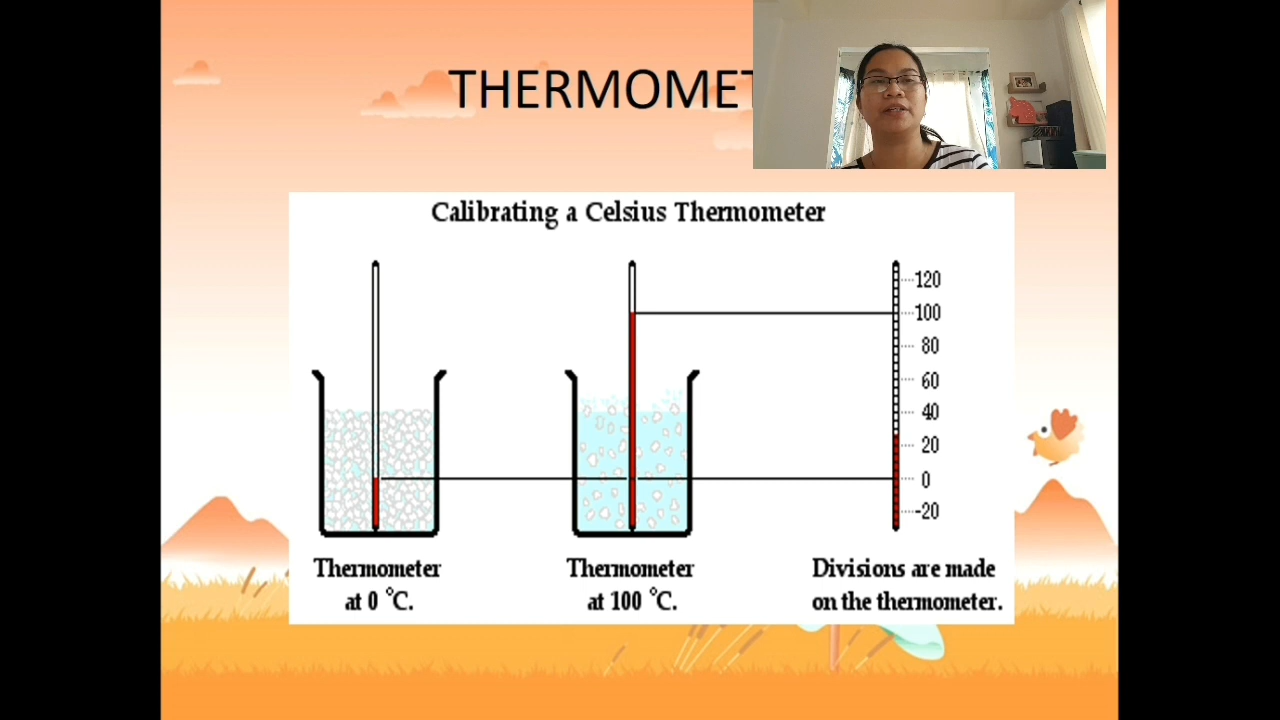 THERMOMET
Calibrating a Celsius Thermometer
120
100
80
60
40
20
0
-20
Thermometer
at 0 °C.
Thermometer
at 100 °C.
Divisions are made
on the thermometer.